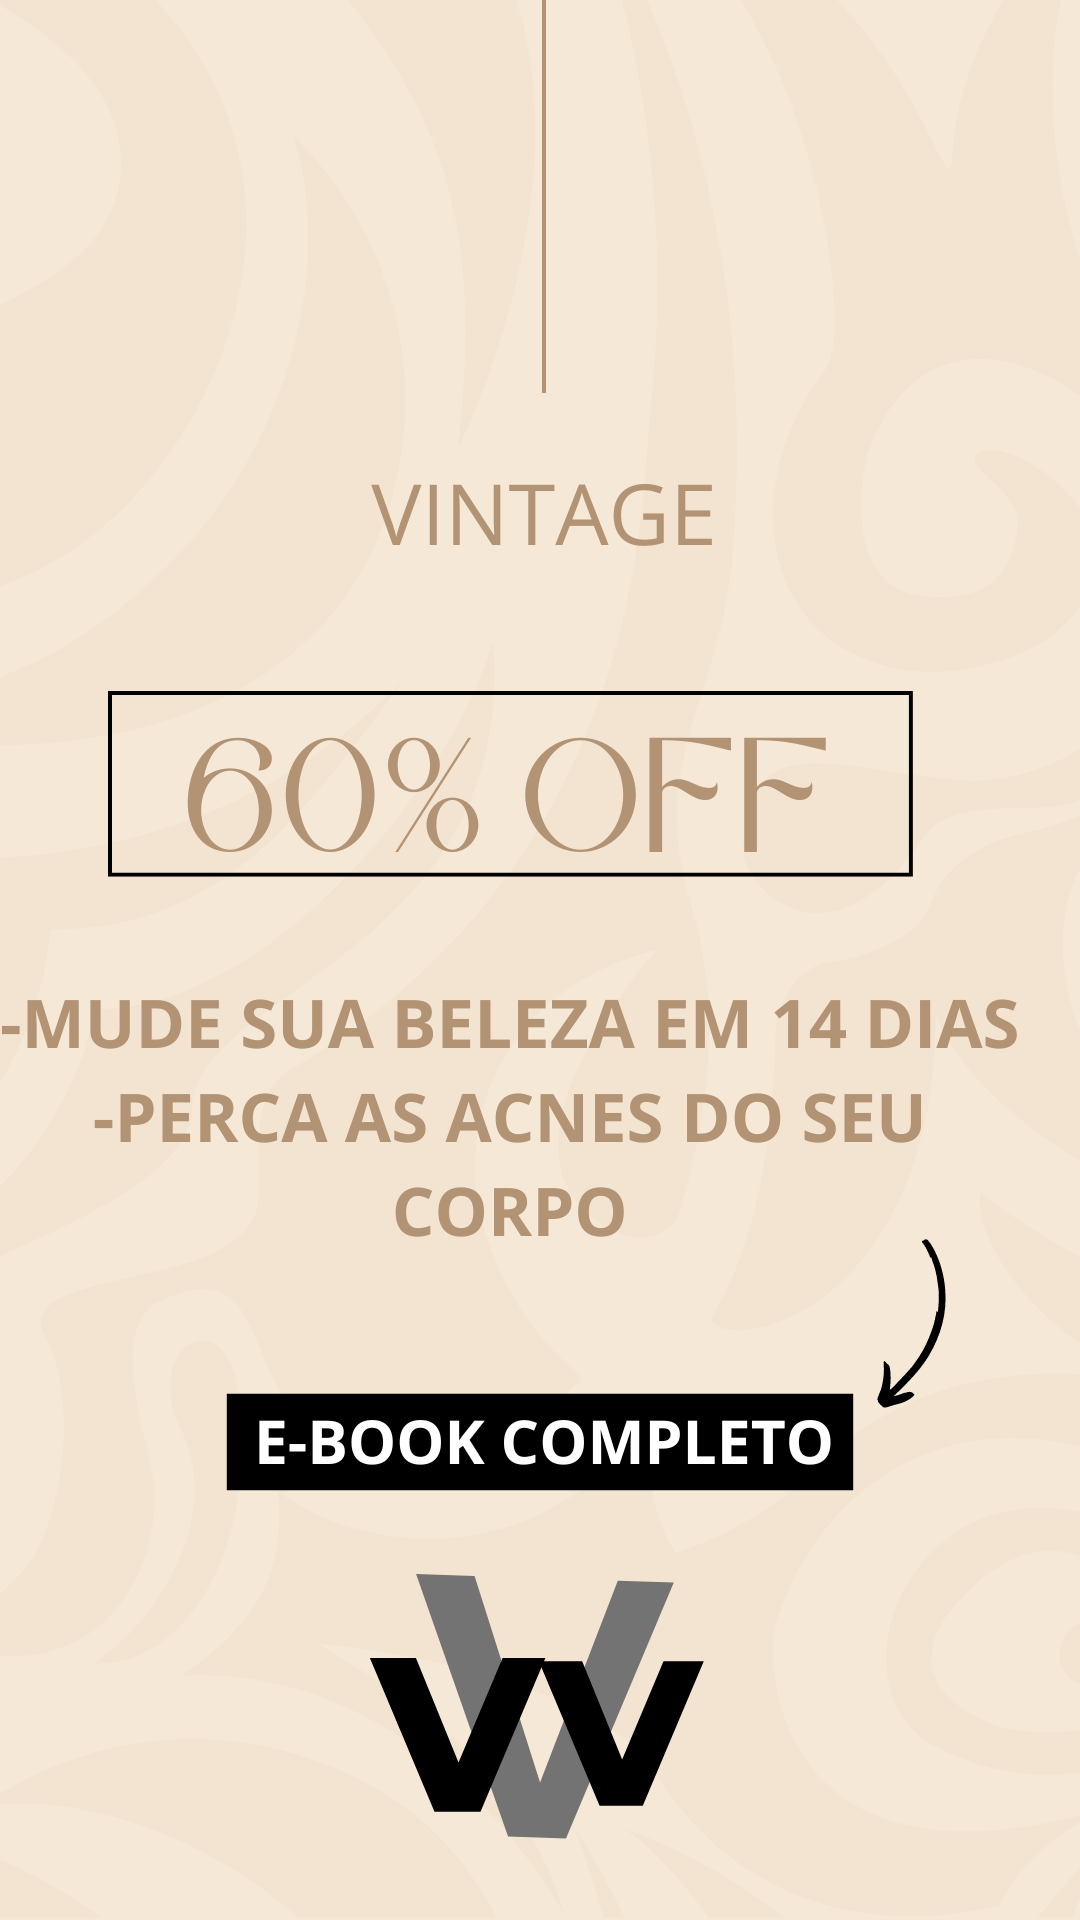 VINTAGE
60% OFF
-MUDE SUA BELEZA EM 14 DIAS
-PERCA AS ACNES DO SEU
CORPO
E-BOOK COMPLETO